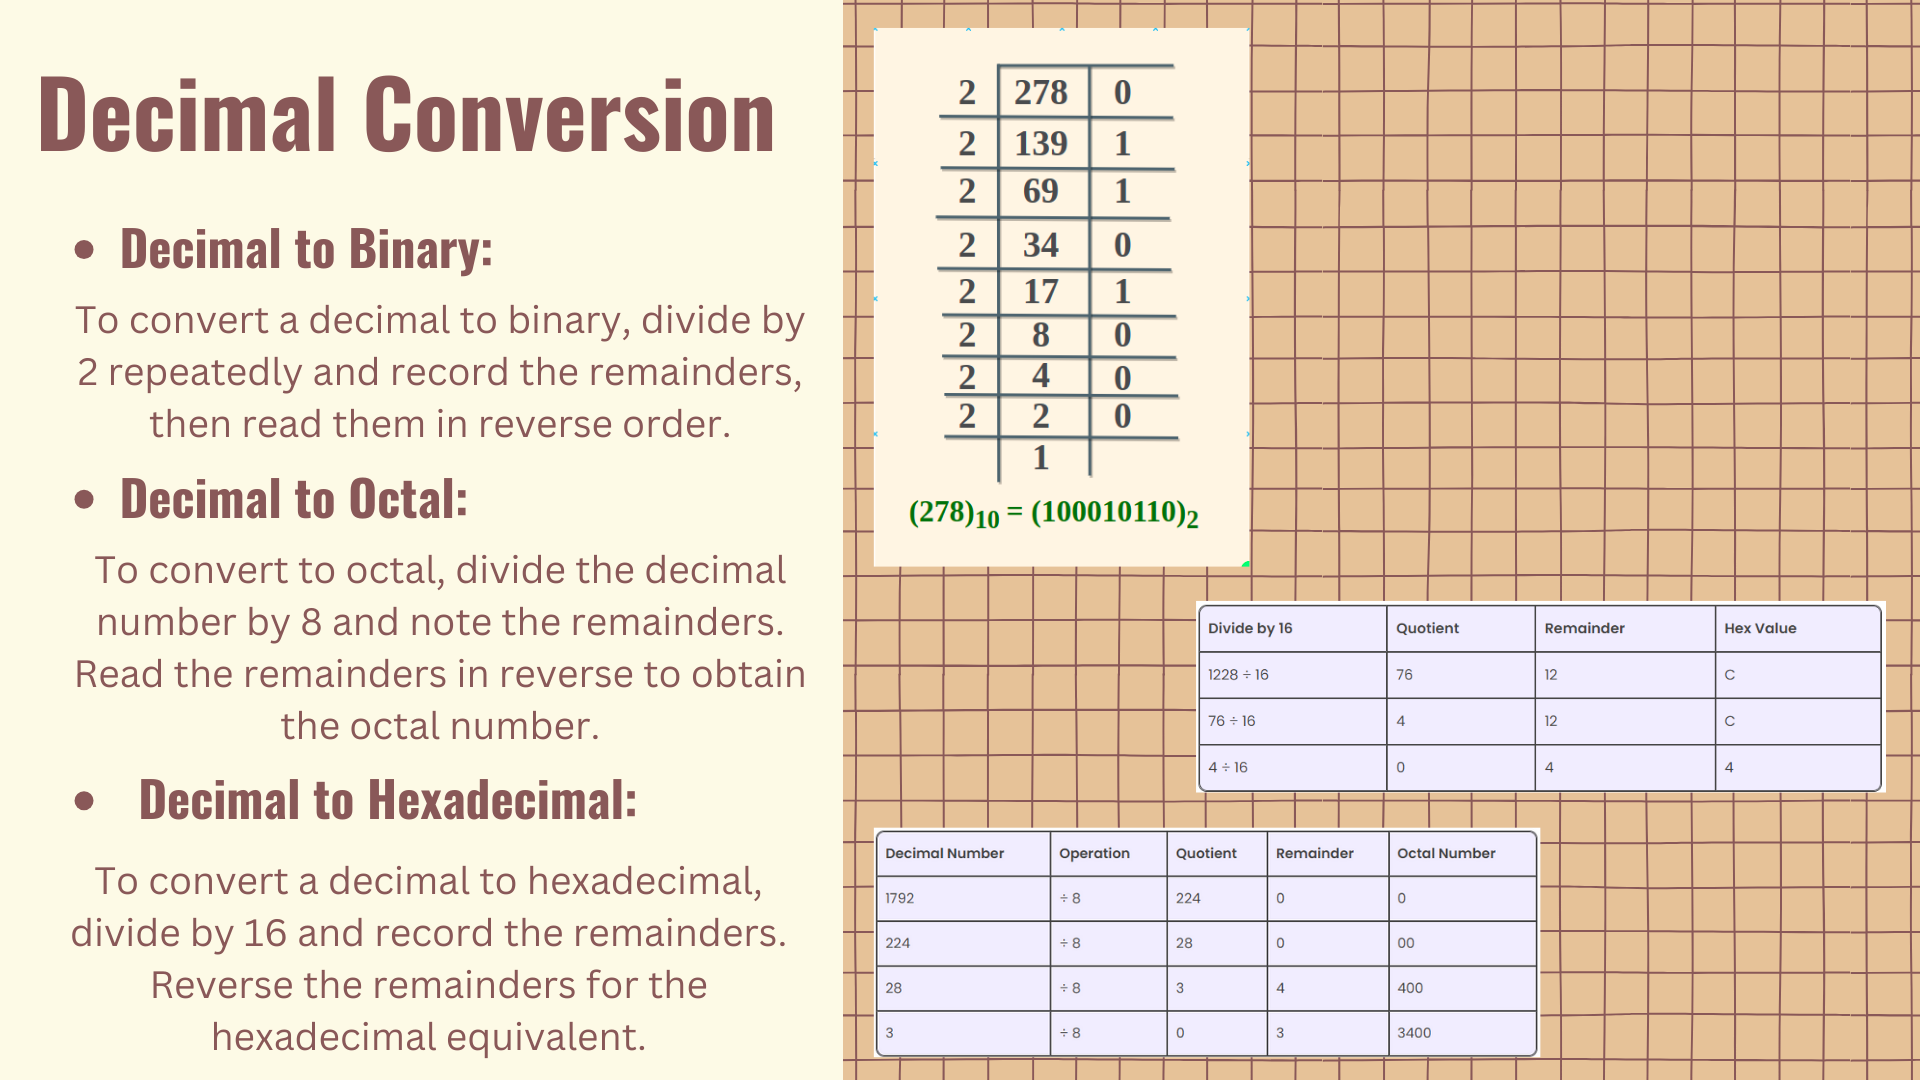 Decimal Conversion
• Decimal to Binary:
To convert a decimal to binary, divide by
2 repeatedly and record the remainders,
then read them in reverse order.
• Decimal to Octal:
To convert to octal, divide the decimal
number by 8 and note the remainders.
Read the remainders in reverse to obtain
the octal number.
• Decimal to Hexadecimal:
To convert a decimal to hexadecimal,
divide by 16 and record the remainders.
Reverse the remainders for the
hexadecimal equivalent.
2 278 0
2 139 1
2 69 1
2 34 0
2 17 1
2 8 0
2 4 0
2 2 0
1
(278)10 = (100010110)2
Divide by 16 Quotient Remainder Hex Value
1228 ÷ 16 76 12 C
76 ÷ 16 4 12 C
4 ÷ 16 0 4 4
Decimal Number Operation Quotient Remainder Octal Number
1792 ÷ 8 224 0 0
224 ÷ 8 28 0 00
28 ÷ 8 3 4 400
3 ÷ 8 0 3 3400